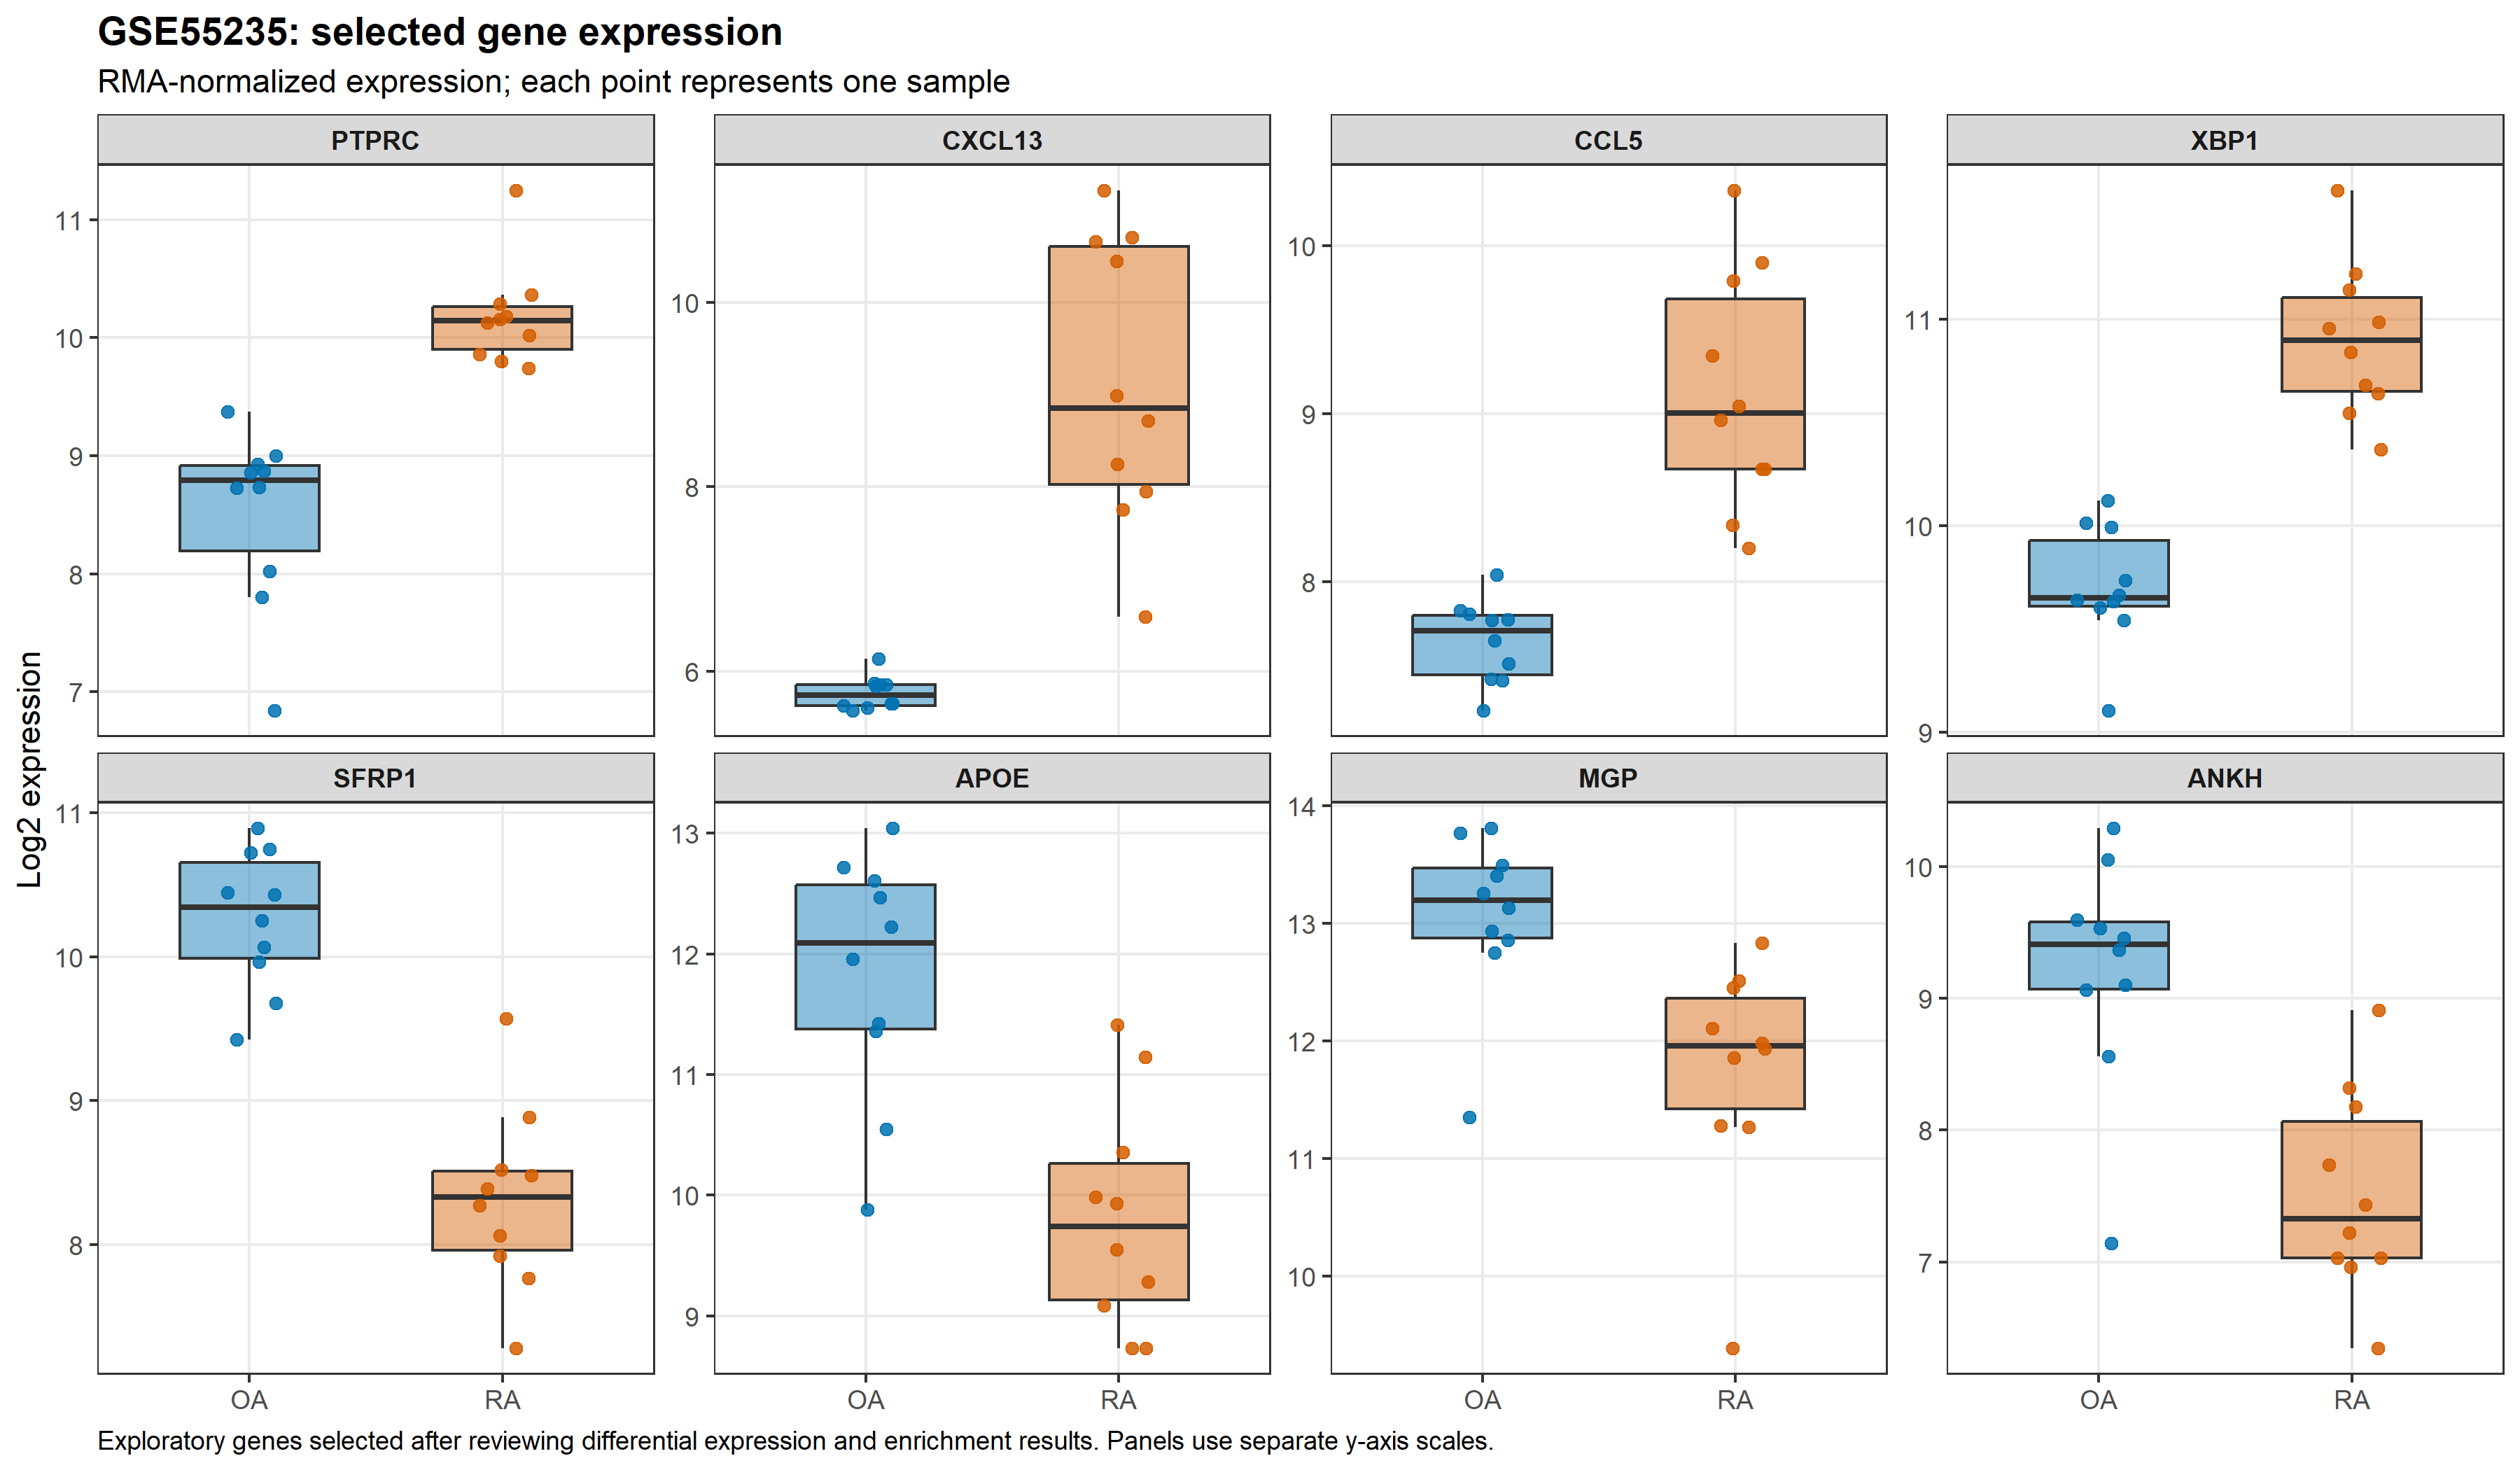 GSE55235: selected gene expression
RMA-normalized expression; each point represents one sample
PTPRC
CXCL13
CCL5
XBP1
11
10
9
8
7
10
8
6
10
9
8
11
10
9
Log2 expression
SFRP1
APOE
MGP
ANKH
11
10
9
8
13
12
11
10
9
14
13
12
11
10
10
9
8
7
OA
RA
OA
RA
OA
RA
OA
RA
Exploratory genes selected after reviewing differential expression and enrichment results. Panels use separate y-axis scales.